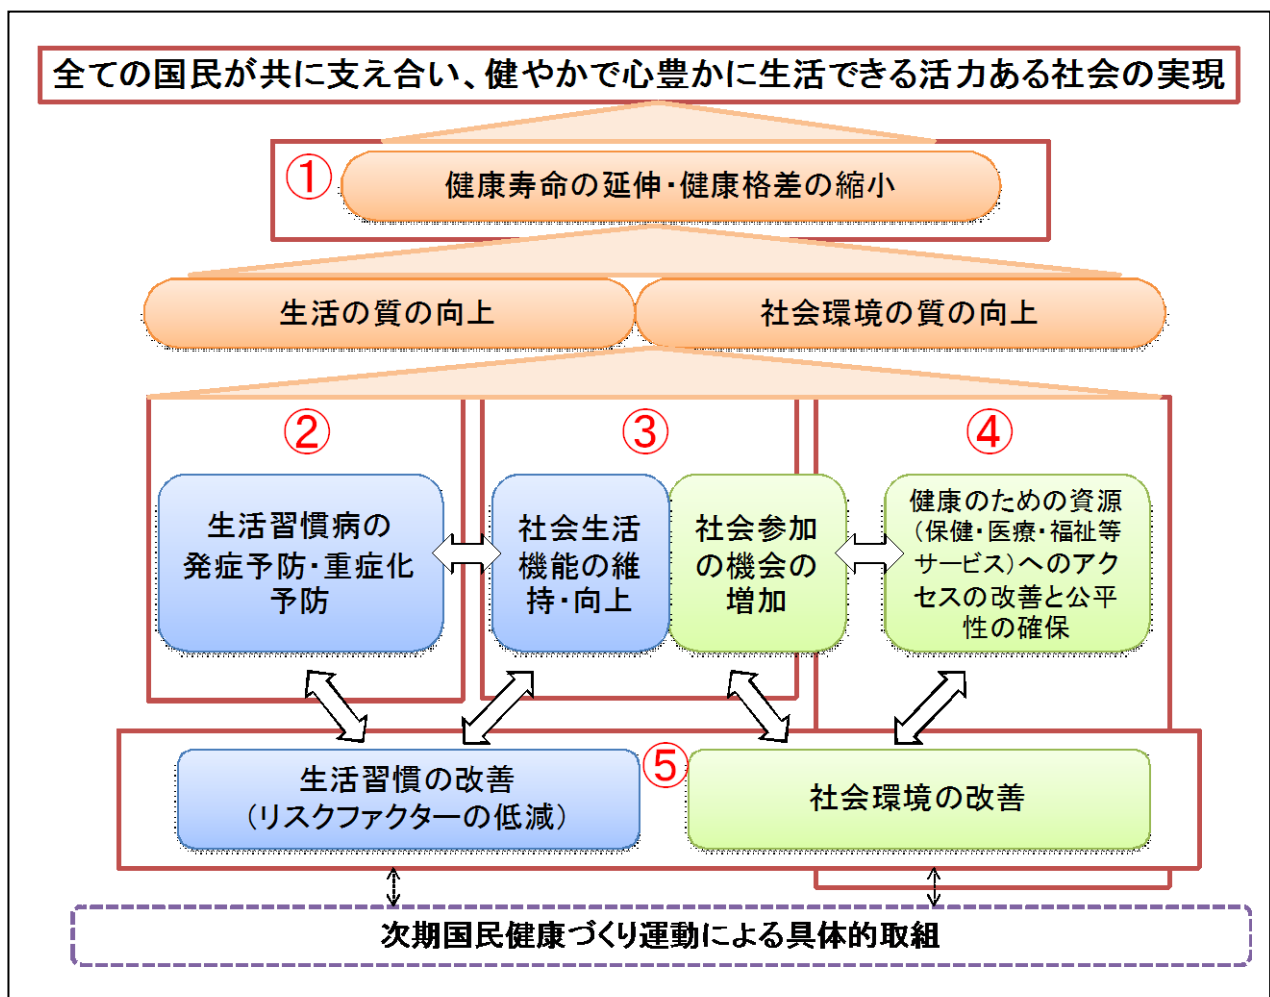 全ての国民が共に支え合い、健やかで心豊かに生活できる活力ある社会の実現
①
健康寿命の延伸・健康格差の縮小
生活の質の向上
社会環境の質の向上
②
③
④
生活習慣病の
発症予防・重症化
予防
社会生活
機能の維
持・向上
社会参加
の機会の
増加
健康のための資源
（保健・医療・福祉等
サービス）へのアク
セスの改善と公平
性の確保
⑤
生活習慣の改善
（リスクファクターの低減）
社会環境の改善
次期国民健康づくり運動による具体的取組